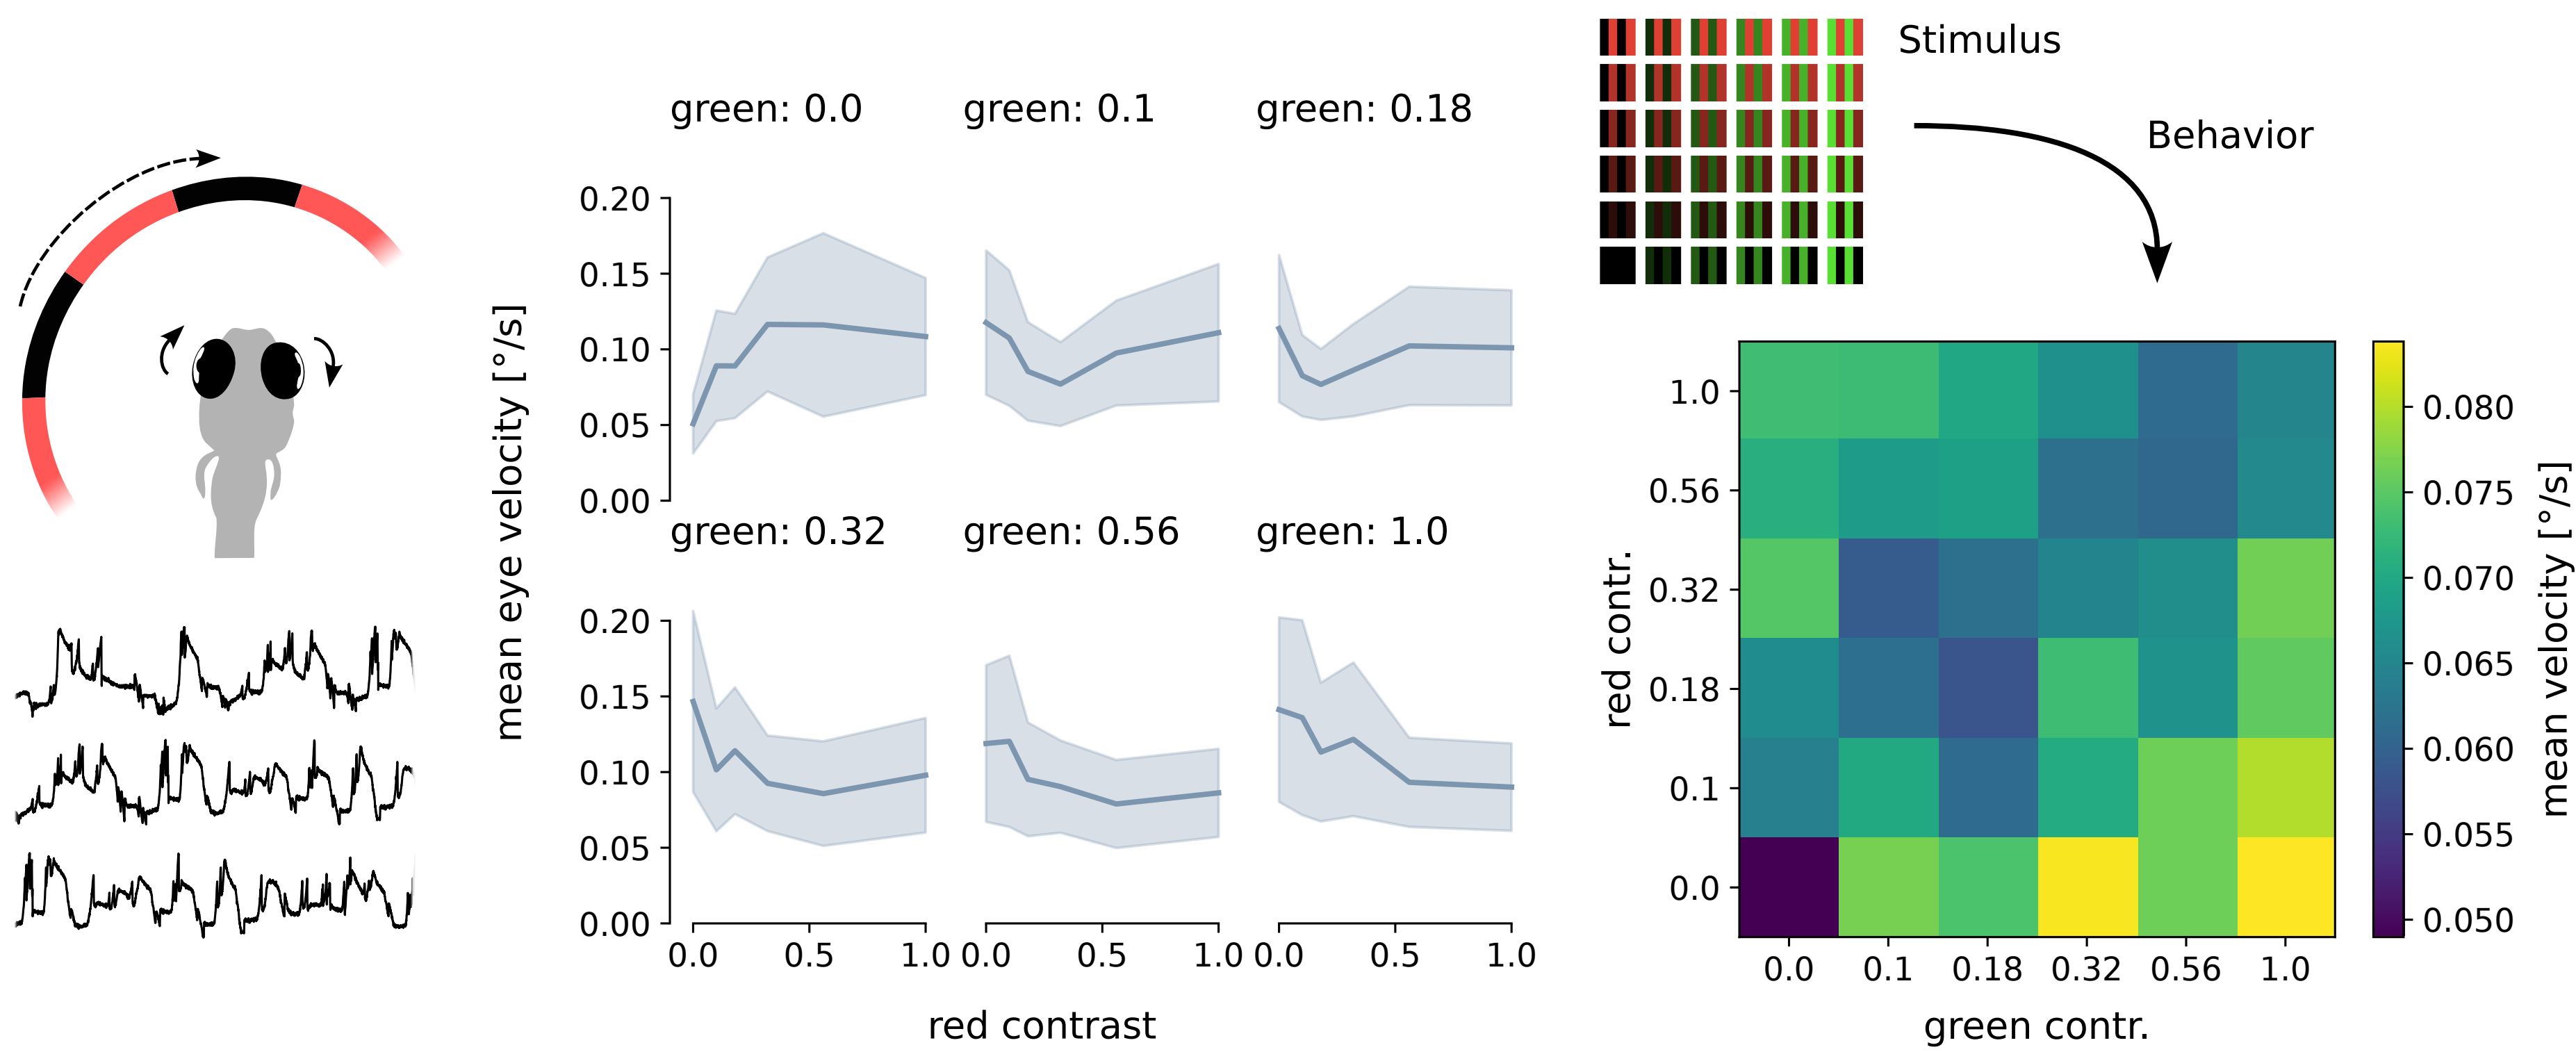 green: 0.0
green: 0.1
green: 0.18
0.20
0.15
0.10
0.05
0.00
green: 0.32
green: 0.56
green: 1.0
0.20
0.15
0.10
0.05
0.00
0.0
0.5
1.0
0.0
0.5
1.0
0.0
0.5
1.0
mean eye velocity [°/s]
red contrast
Stimulus
Behavior
1.0
0.56
0.32
0.18
0.1
0.0
red contr.
0.0
0.1
0.18
0.32
0.56
1.0
green contr.
0.080
0.075
0.070
0.065
0.060
0.055
0.050
mean velocity [°/s]